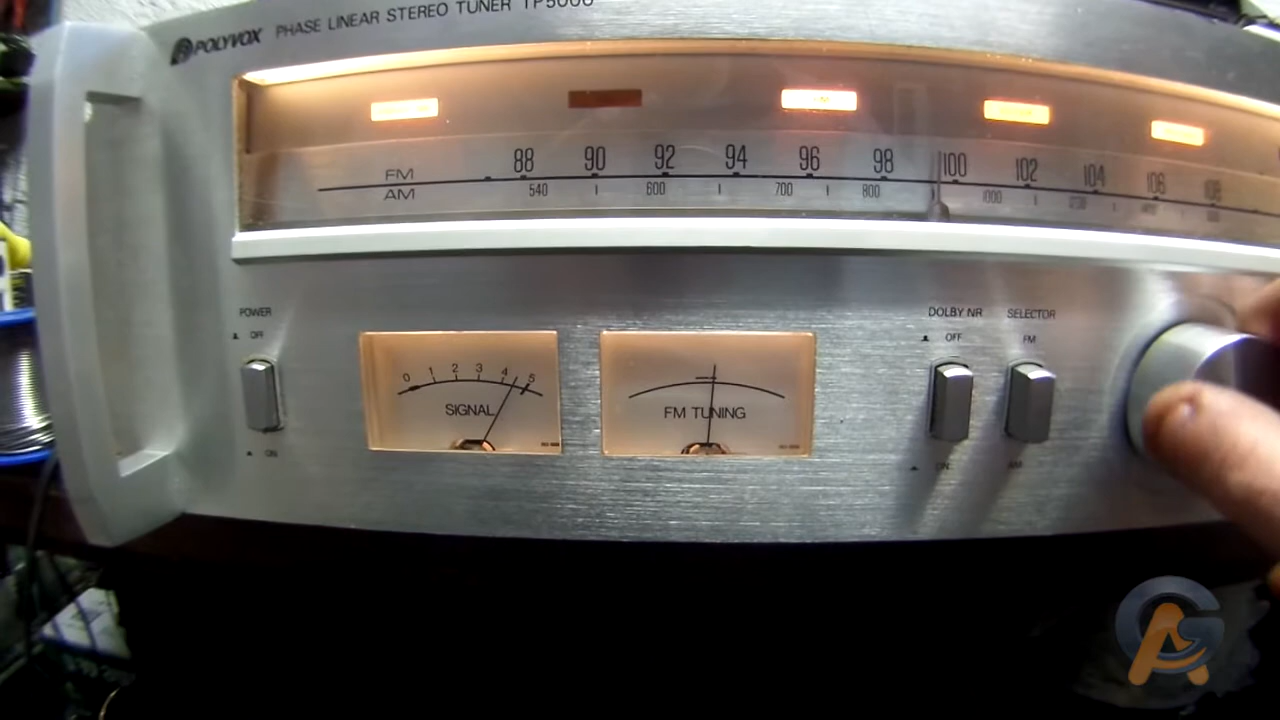 POLYVOX PHASE LINEAR STEREO TUNER TP5000
FM 88 90 92 94 96 98 100 102 104 106 108
AM 540 600 700 800 1000
POWER
OFF
ON
0 1 2 3 4 5
SIGNAL
FM TUNING
DOLBY NR
OFF
ON
SELECTOR
FM
AM